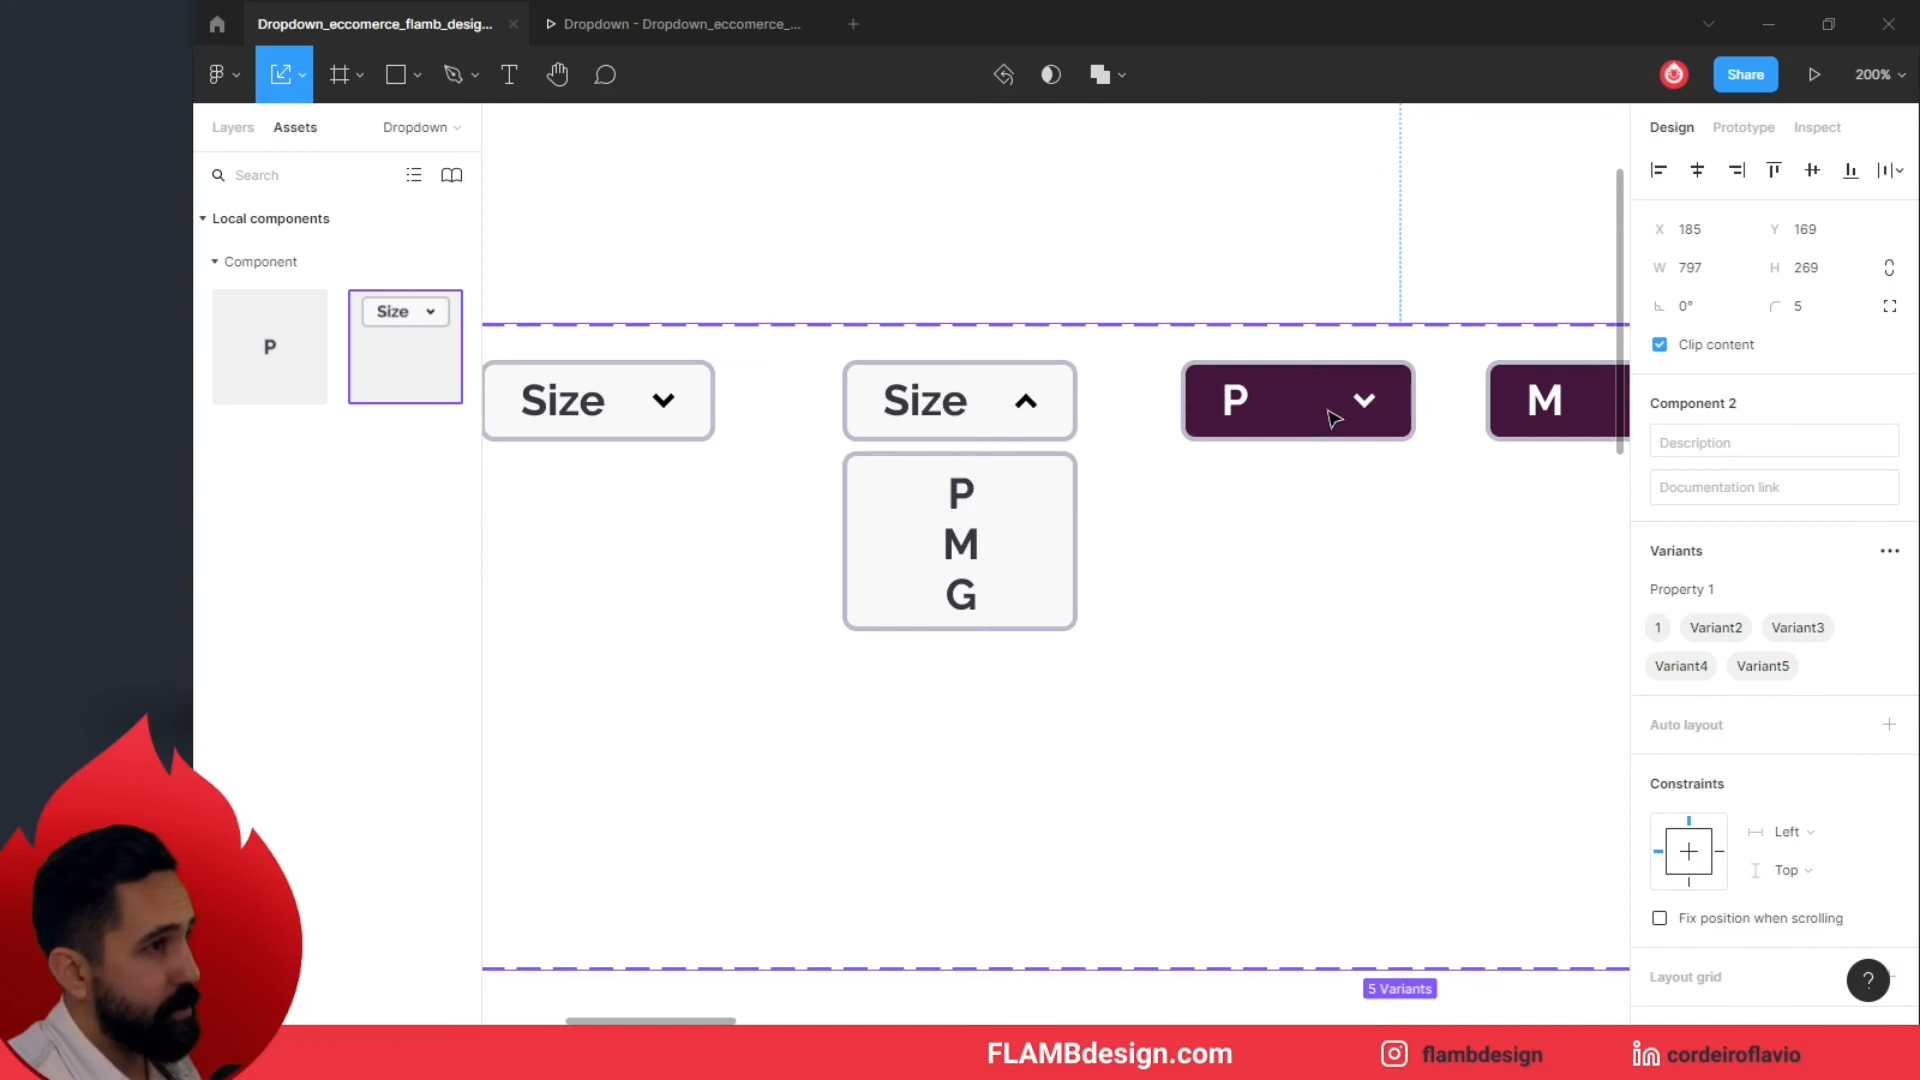 Dropdown_eccomerce_flamb_desig...
Dropdown - Dropdown_eccomerce_...
Share
200%
Layers
Assets
Dropdown
Search
Local components
Component
P
Size
Size
Size
P
M
P
M
G
5 Variants
Design
Prototype
Inspect
X 185
Y 169
W 797
H 269
0°
5
Clip content
Component 2
Description
Documentation link
Variants
Property 1
1
Variant2
Variant3
Variant4
Variant5
Auto layout
Constraints
Left
Top
Fix position when scrolling
Layout grid
?
FLAMBdesign.com
flambdesign
in cordeiroflavio